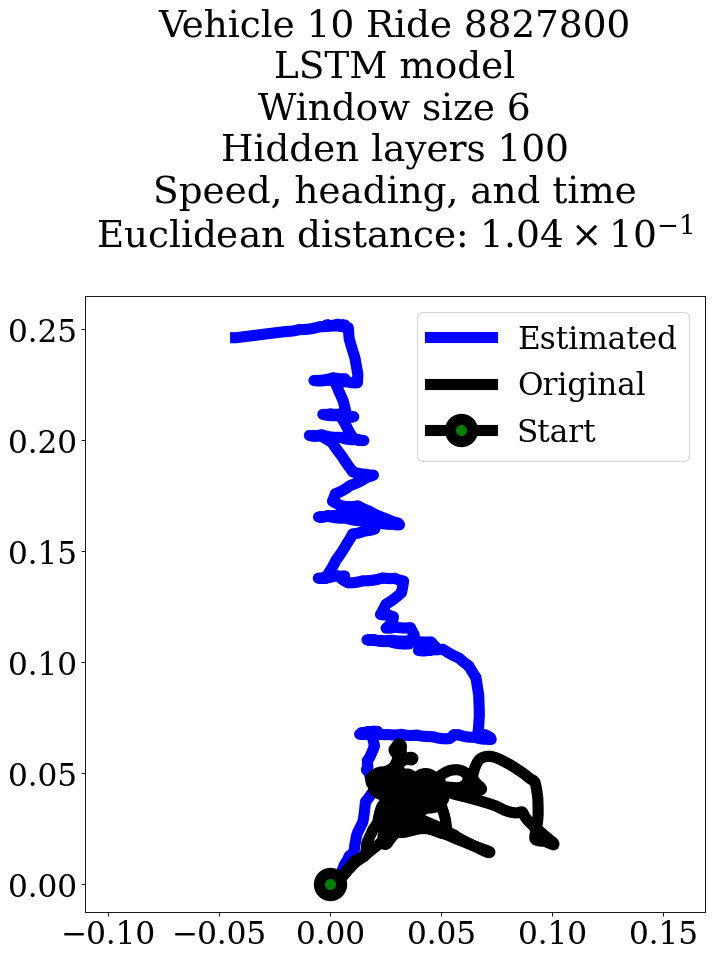 Vehicle 10 Ride 8827800
LSTM model
Window size 6
Hidden layers 100
Speed, heading, and time
Euclidean distance: 1.04 × 10⁻¹
Estimated
Original
Start
0.25
0.20
0.15
0.10
0.05
0.00
−0.10 −0.05 0.00 0.05 0.10 0.15